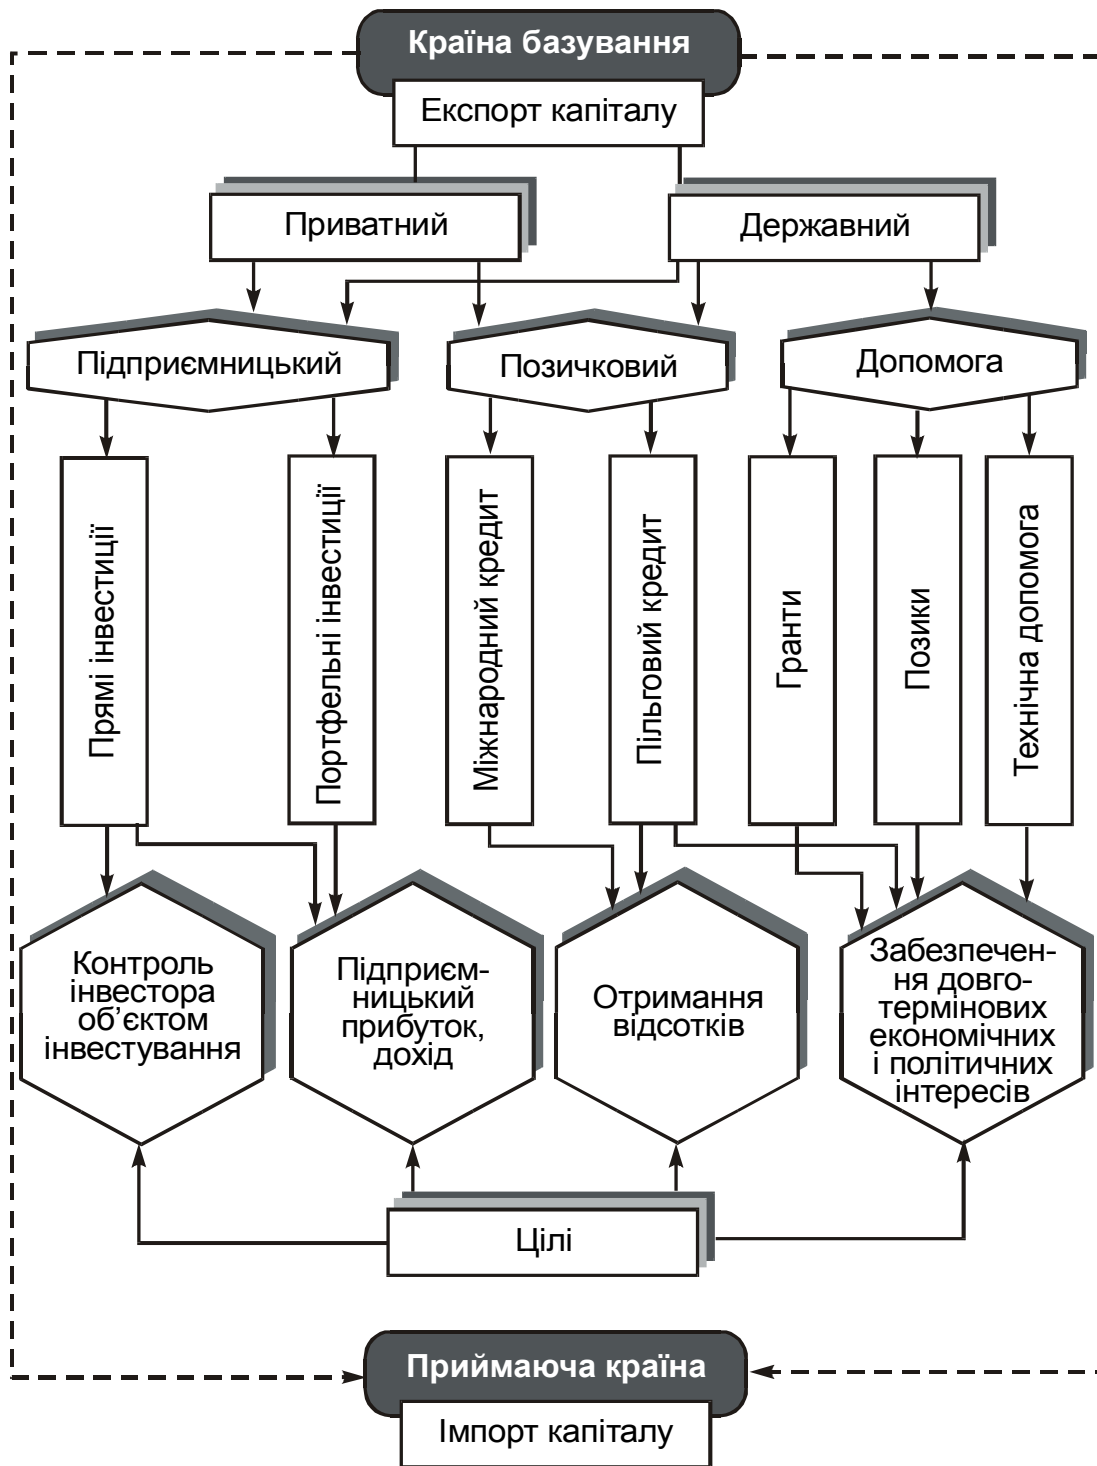 Країна базування
Експорт капіталу
Приватний
Державний
Підприємницький
Позичковий
Допомога
Прямі інвестиції
Портфельні інвестиції
Міжнародний кредит
Пільговий кредит
Гранти
Позики
Технічна допомога
Контроль
інвестора
об’єктом
інвестування
Підприєм-
ницький
прибуток,
дохід
Отримання
відсотків
Забезпечен-
ня довго-
термінових
економічних
і політичних
інтересів
Цілі
Приймаюча країна
Імпорт капіталу